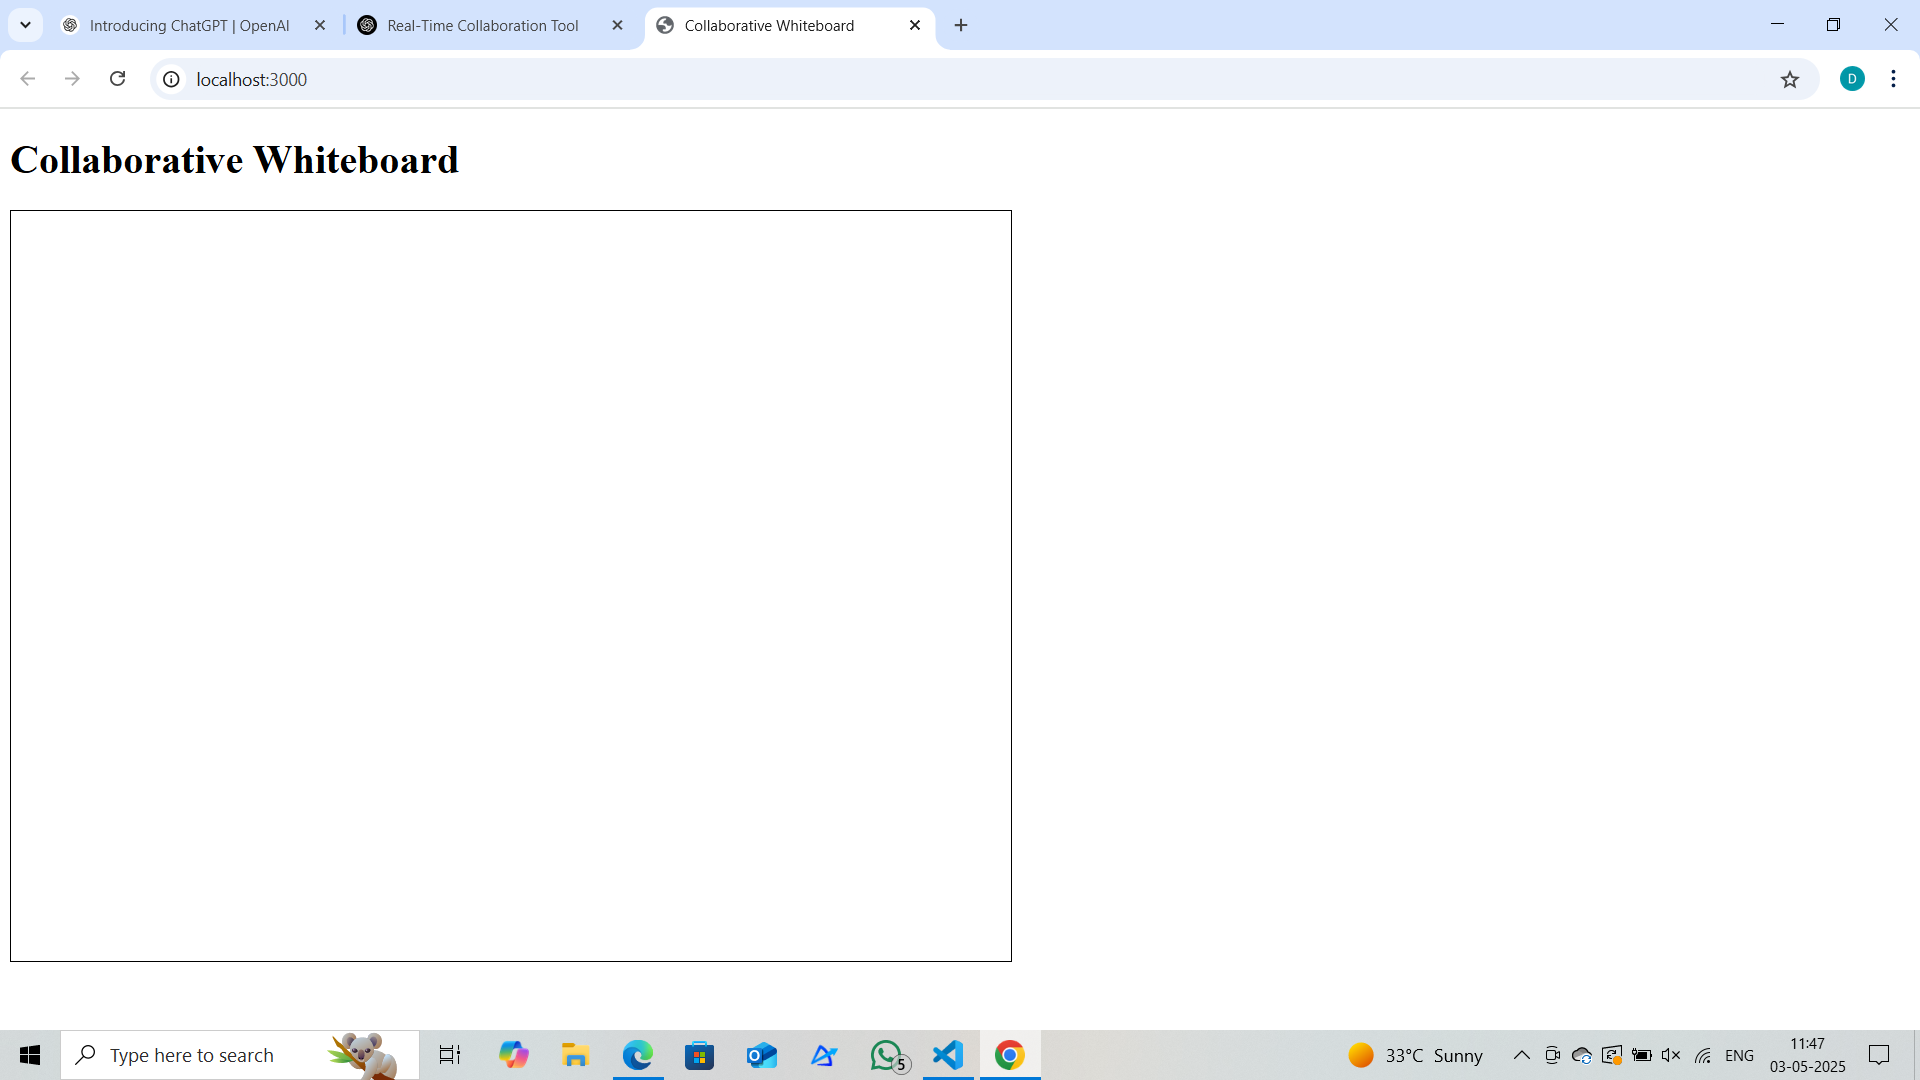 Introducing ChatGPT | OpenAI
Real-Time Collaboration Tool
Collaborative Whiteboard
localhost:3000
D
Collaborative Whiteboard
Type here to search
5
33°C Sunny
ENG
11:47
03-05-2025